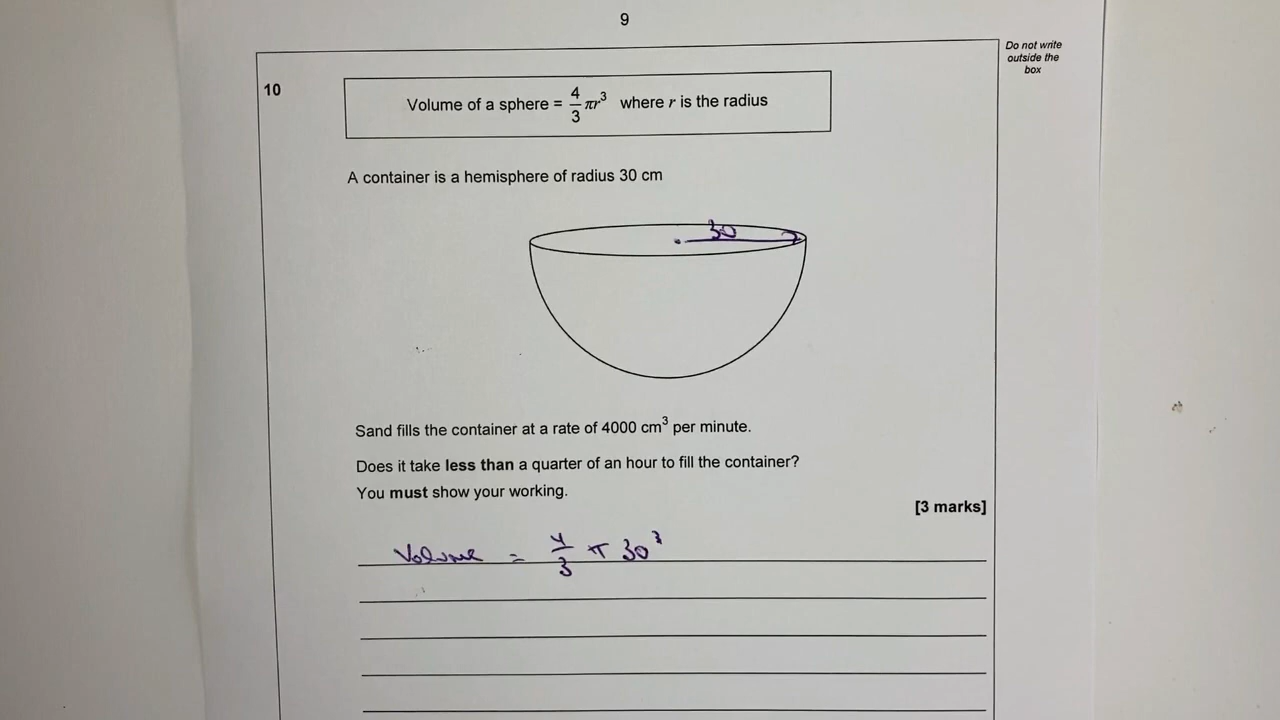 9
Do not write
outside the
box
10
Volume of a sphere = 4/3 πr³ where r is the radius
A container is a hemisphere of radius 30 cm
30
Sand fills the container at a rate of 4000 cm³ per minute.
Does it take less than a quarter of an hour to fill the container?
You must show your working.
[3 marks]
Volume = 4/3 π 30³